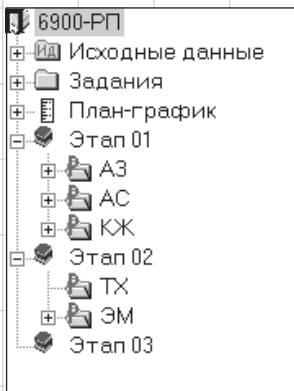 6900-РП
Ид Исходные данные
Задания
План-график
Этап 01
АЗ
АС
КЖ
Этап 02
ТХ
ЭМ
Этап 03